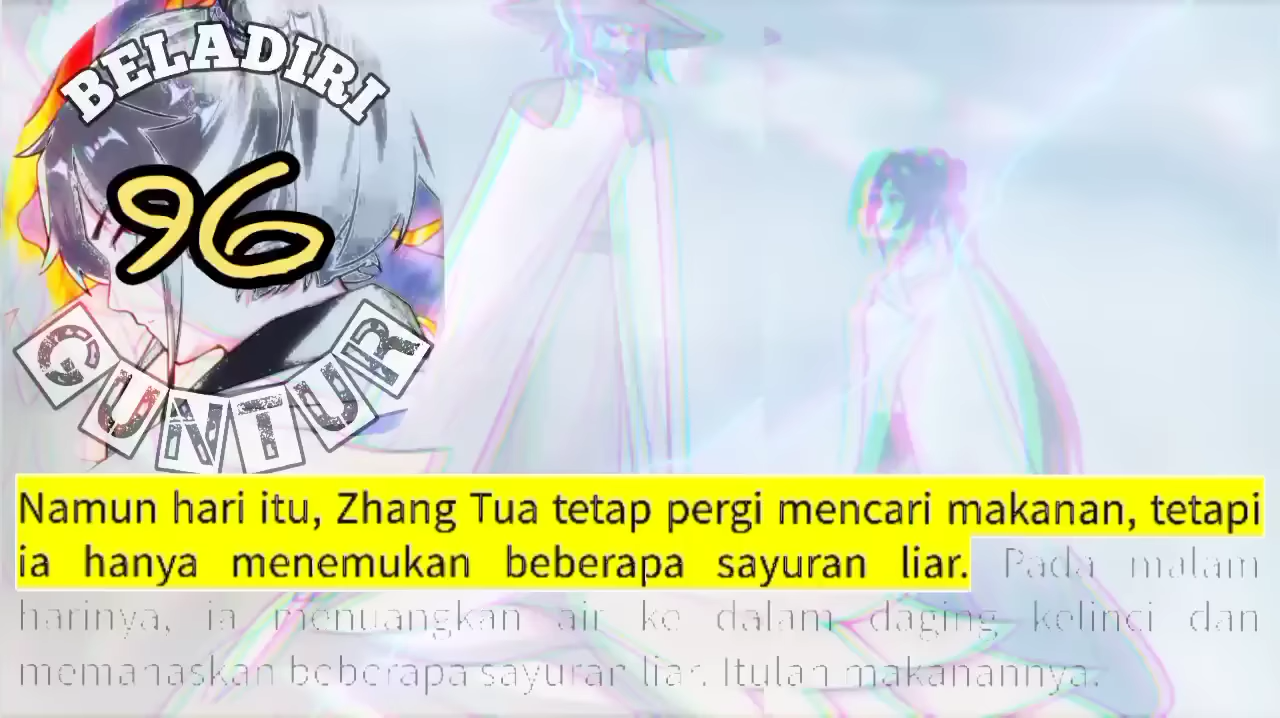 BELADIRI
96
GUNTUR
Namun hari itu, Zhang Tua tetap pergi mencari makanan, tetapi
ia hanya menemukan beberapa sayuran liar. Pada malam
harinya, ia menuangkan air ke dalam daging kelinci dan
memanaskan beberapa sayuran liar. Itulah makanannya.